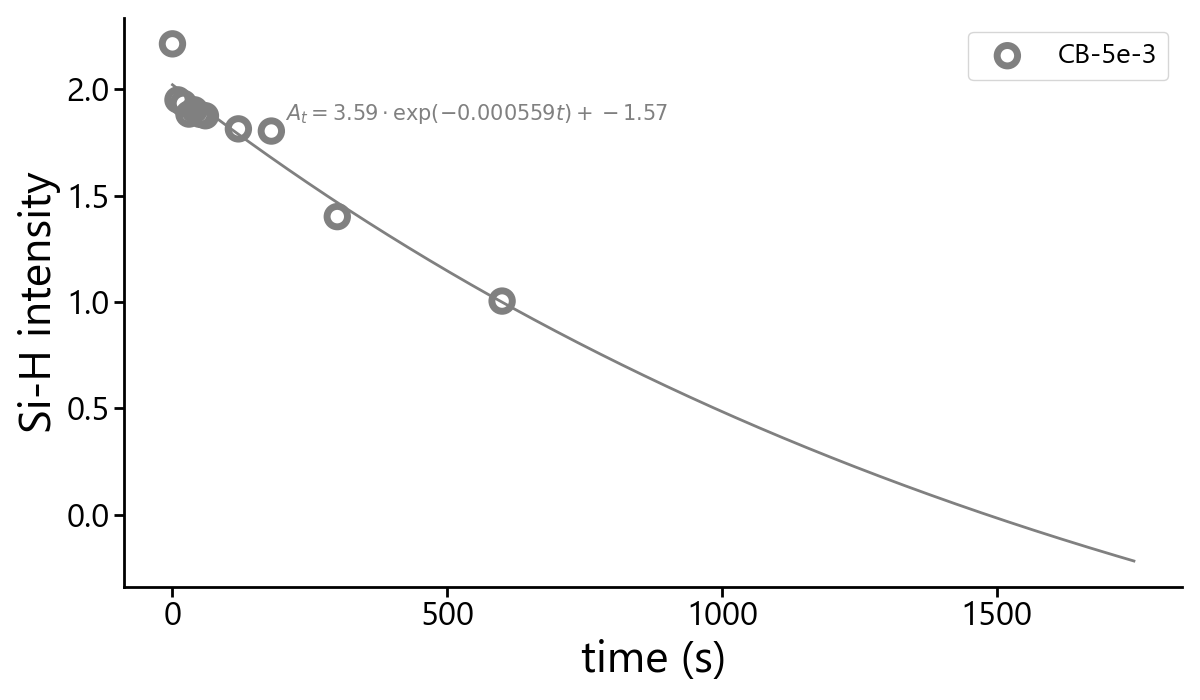 CB-5e-3
2.0
A_t = 3.59 · exp(−0.000559t) + −1.57
1.5
1.0
0.5
0.0
Si-H intensity
0 500 1000 1500
time (s)